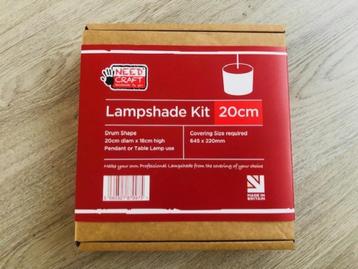 NEED
CRAFT
Lampshade Kit 20cm
Drum Shape
20cm diam x 18cm high
Pendant or Table Lamp use
Covering Size required
645 x 220mm
Make your own Professional Lampshade from the covering of your choice
MADE IN
BRITAIN